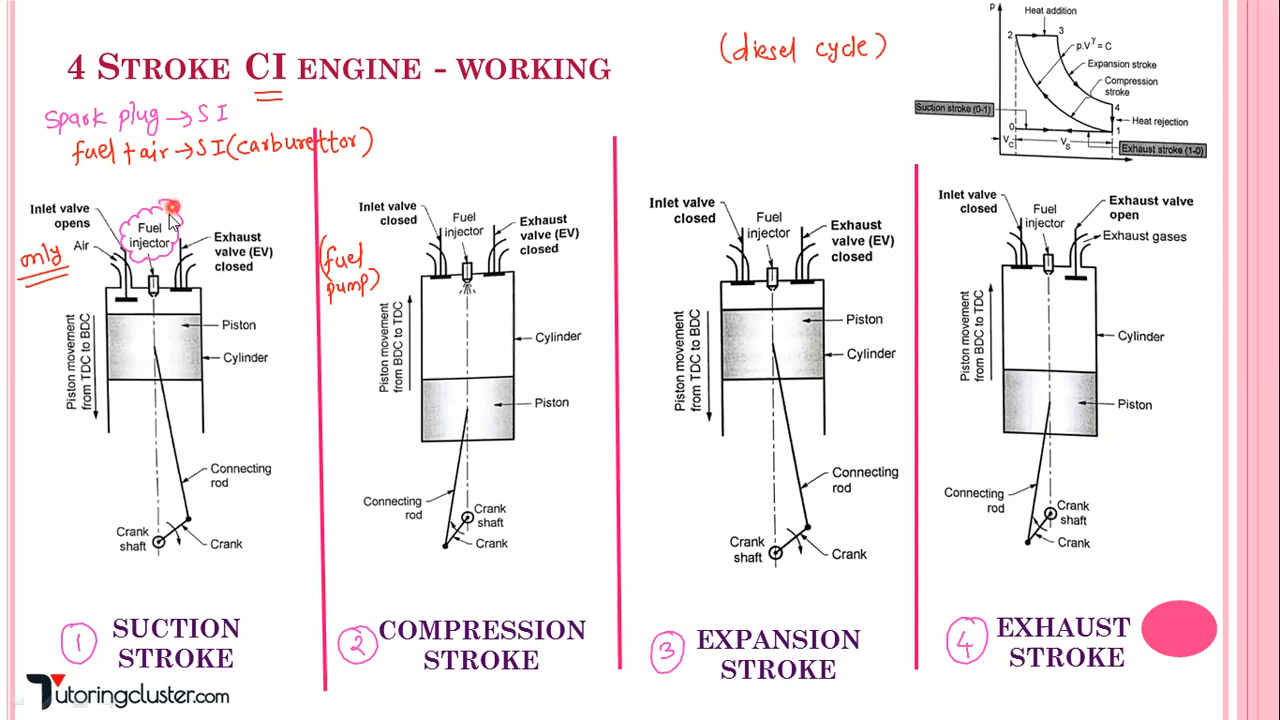 4 STROKE CI ENGINE - WORKING
(diesel cycle)
spark plug → SI
fuel + air → SI (carburettor)
p
Heat addition
2
3
p.V^γ = C
Expansion stroke
Compression
stroke
4
Suction stroke (0-1)
Heat rejection
0
1
V_C
V_S
Exhaust stroke (1-0)
Inlet valve
opens
Air
only
Fuel
injector
Exhaust
valve (EV)
closed
Piston movement
from TDC to BDC
Piston
Cylinder
Connecting
rod
Crank
shaft
Crank
1
SUCTION
STROKE
Inlet valve
closed
Fuel
injector
Exhaust
valve (EV)
closed
(fuel
pump)
Piston movement
from BDC to TDC
Cylinder
Piston
Connecting
rod
Crank
shaft
Crank
2
COMPRESSION
STROKE
Inlet valve
closed
Fuel
injector
Exhaust
valve (EV)
closed
Piston movement
from TDC to BDC
Piston
Cylinder
Connecting
rod
Crank
shaft
Crank
3
EXPANSION
STROKE
Inlet valve
closed
Fuel
injector
Exhaust valve
open
Exhaust gases
Piston movement
from BDC to TDC
Cylinder
Piston
Connecting
rod
Crank
shaft
Crank
4
EXHAUST
STROKE
Tutoringcluster.com